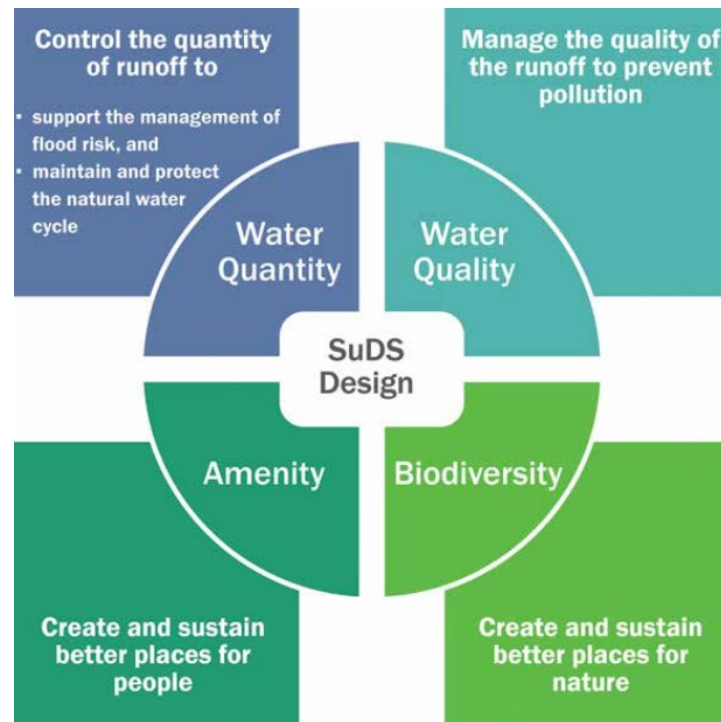 Control the quantity
of runoff to
• support the management of
flood risk, and
• maintain and protect
the natural water
cycle
Manage the quality of
the runoff to prevent
pollution
Water
Quantity
Water
Quality
SuDS
Design
Amenity
Biodiversity
Create and sustain
better places for
people
Create and sustain
better places for
nature